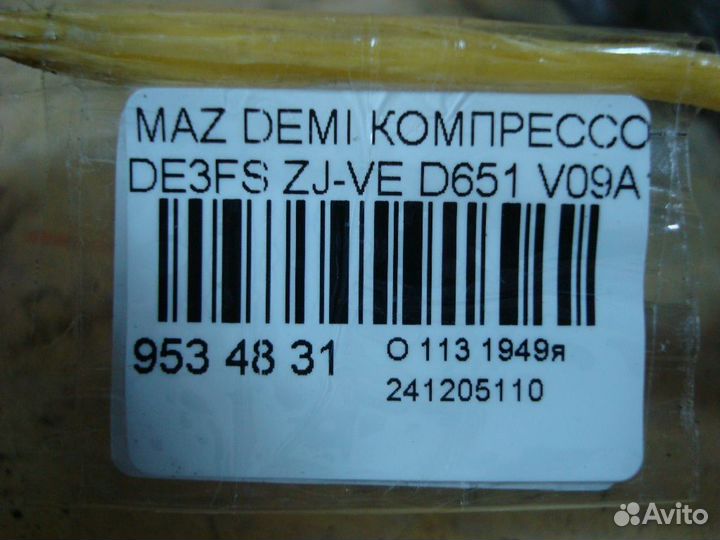 MAZ DEMI КОМПРЕССО
DE3FS ZJ-VE D651 V09A
953 48 31
О 113 1949я
241205110
Avito